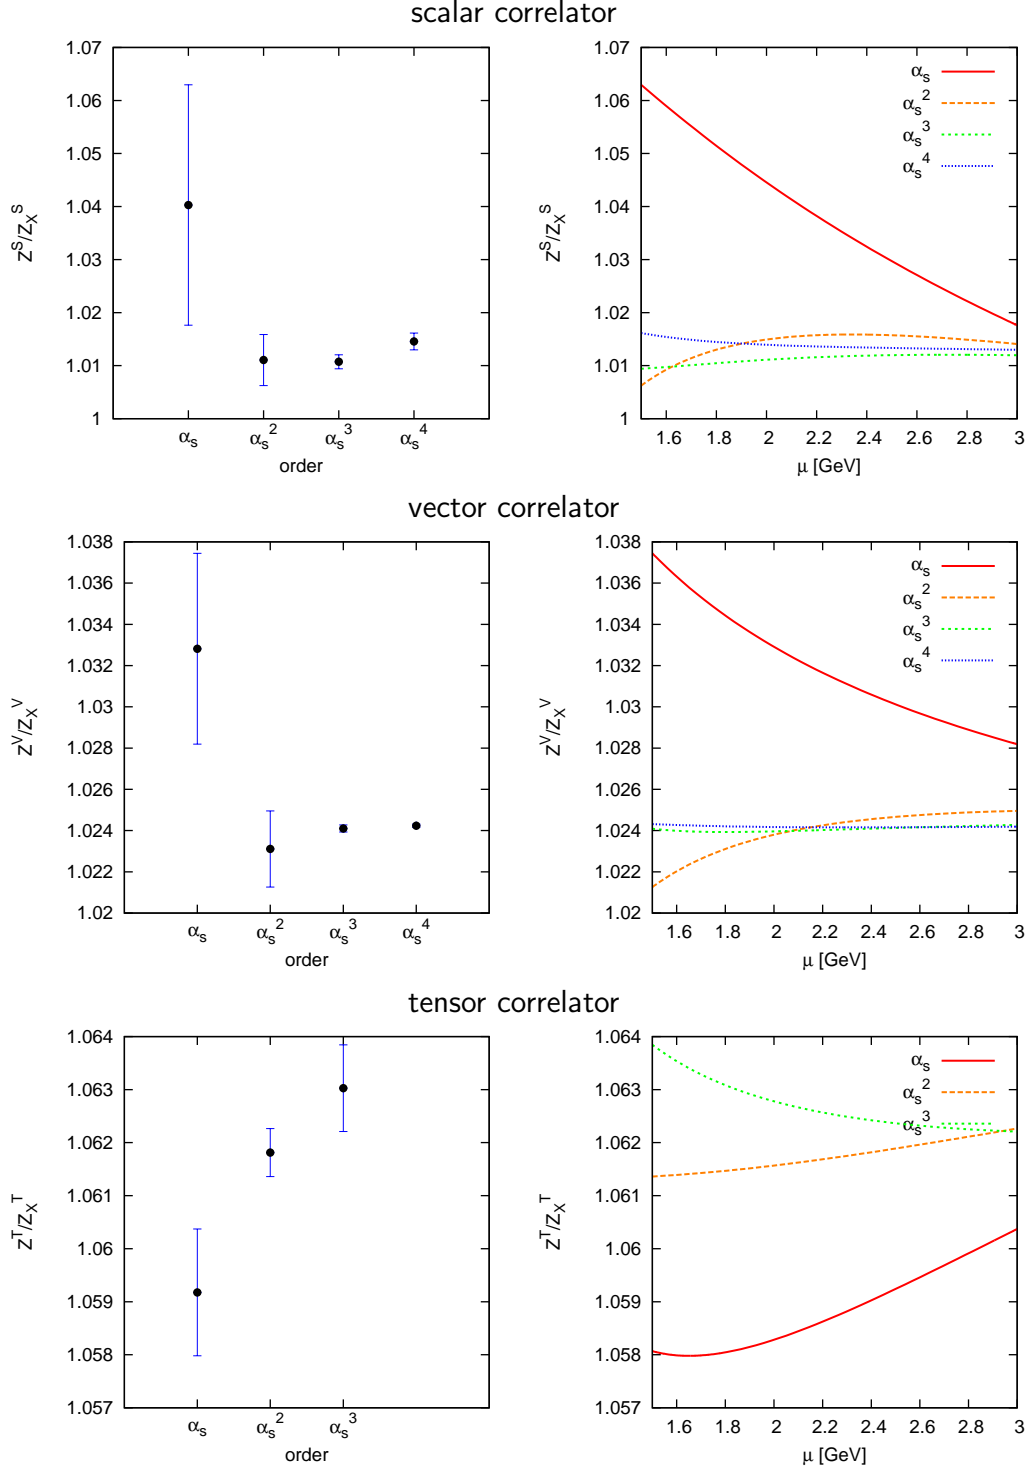 scalar correlator
1.07
1.06
1.05
1.04
1.03
1.02
1.01
1
Z^S/Z_X^S
α_s
α_s^2
α_s^3
α_s^4
order
1.07
1.06
1.05
1.04
1.03
1.02
1.01
1
Z^S/Z_X^S
α_s
α_s^2
α_s^3
α_s^4
1.6 1.8 2 2.2 2.4 2.6 2.8 3
μ [GeV]
vector correlator
1.038
1.036
1.034
1.032
1.03
1.028
1.026
1.024
1.022
1.02
Z^V/Z_X^V
α_s
α_s^2
α_s^3
α_s^4
order
1.038
1.036
1.034
1.032
1.03
1.028
1.026
1.024
1.022
1.02
Z^V/Z_X^V
α_s
α_s^2
α_s^3
α_s^4
1.6 1.8 2 2.2 2.4 2.6 2.8 3
μ [GeV]
tensor correlator
1.064
1.063
1.062
1.061
1.06
1.059
1.058
1.057
Z^T/Z_X^T
α_s
α_s^2
α_s^3
order
1.064
1.063
1.062
1.061
1.06
1.059
1.058
1.057
Z^T/Z_X^T
α_s
α_s^2
α_s^3
1.6 1.8 2 2.2 2.4 2.6 2.8 3
μ [GeV]